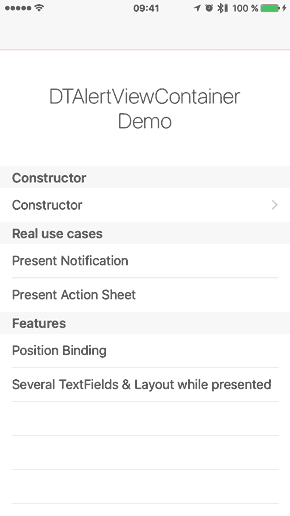 09:41
100 %
DTAlertViewContainer
Demo
Constructor
Constructor
Real use cases
Present Notification
Present Action Sheet
Features
Position Binding
Several TextFields & Layout while presented